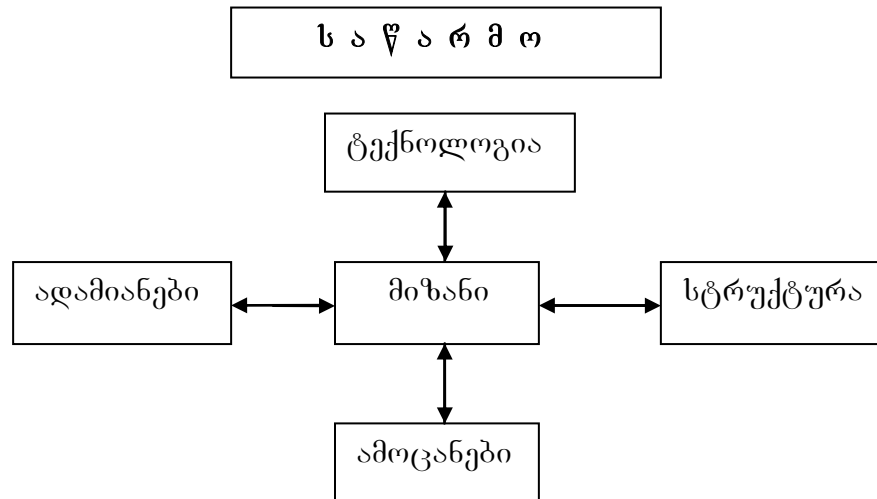 ს ა წ ა რ მ ო
ტექნოლოგია
ადამიანები
მიზანი
სტრუქტურა
ამოცანები